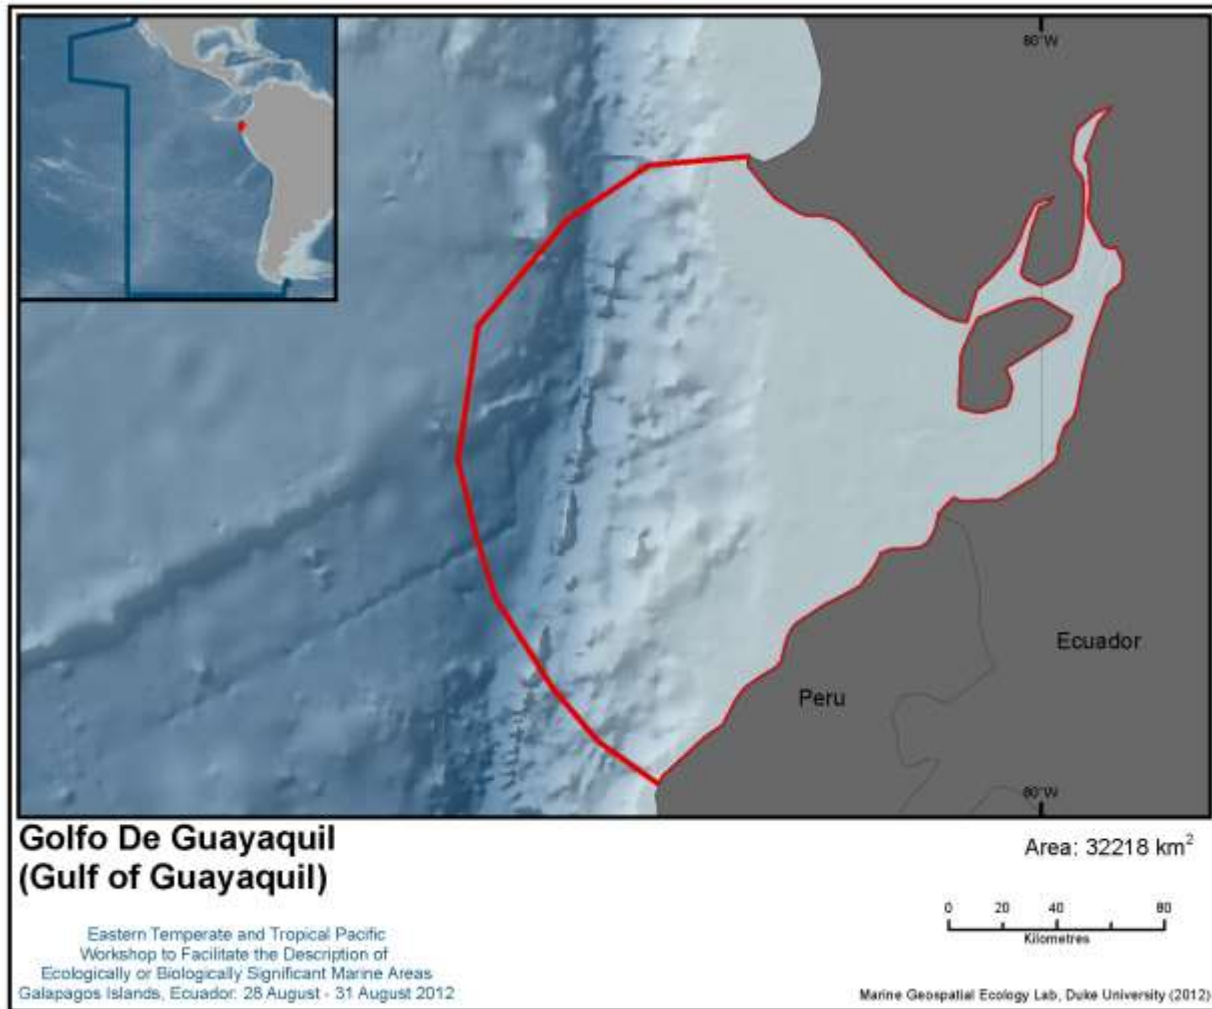 80°W
Ecuador
Peru
80°W
Golfo De Guayaquil
(Gulf of Guayaquil)
Area: 32218 km²
0 20 40 80
Kilometres
Eastern Temperate and Tropical Pacific
Workshop to Facilitate the Description of
Ecologically or Biologically Significant Marine Areas
Galapagos Islands, Ecuador: 28 August - 31 August 2012
Marine Geospatial Ecology Lab, Duke University (2012)